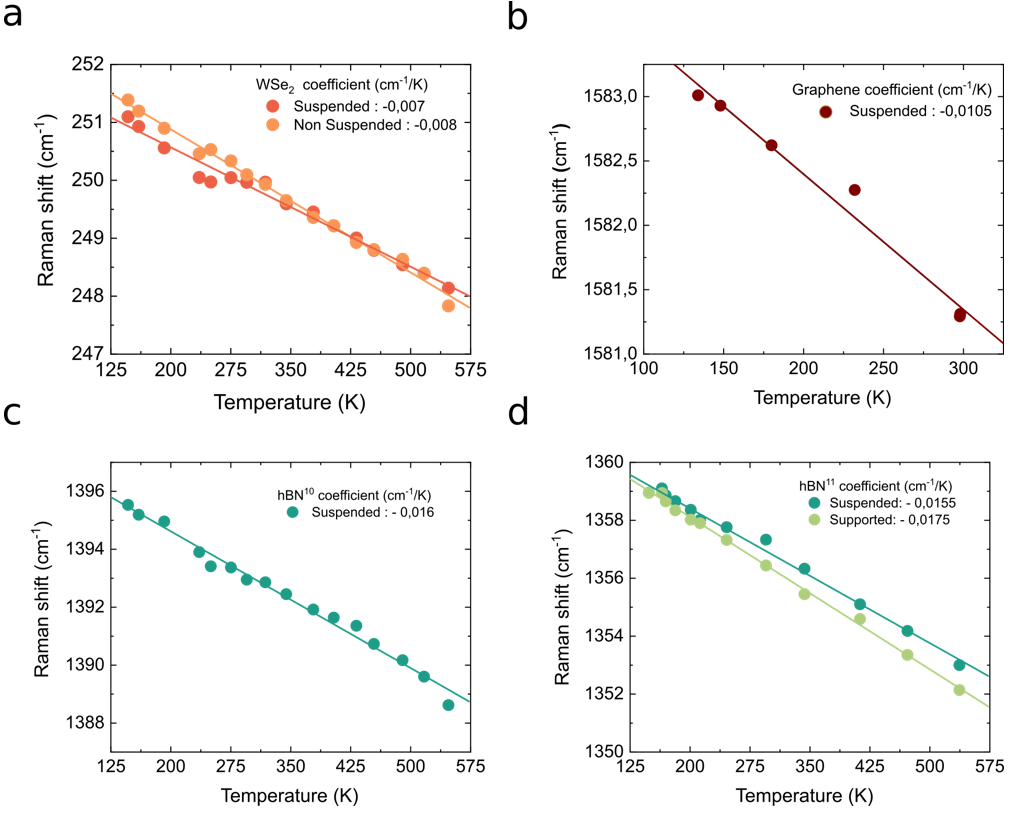 a
252
251
250
249
248
247
125
200
275
350
425
500
575
Raman shift (cm⁻¹)
Temperature (K)
WSe₂ coefficient (cm⁻¹/K)
Suspended : -0,007
Non Suspended : -0,008
b
1583,0
1582,5
1582,0
1581,5
1581,0
100
150
200
250
300
Raman shift (cm⁻¹)
Temperature (K)
Graphene coefficient (cm⁻¹/K)
Suspended : -0,0105
c
1396
1394
1392
1390
1388
125
200
275
350
425
500
575
Raman shift (cm⁻¹)
Temperature (K)
hBN¹⁰ coefficient (cm⁻¹/K)
Suspended : - 0,016
d
1360
1358
1356
1354
1352
1350
125
200
275
350
425
500
575
Raman shift (cm⁻¹)
Temperature (K)
hBN¹¹ coefficient (cm⁻¹/K)
Suspended: - 0,0155
Supported: - 0,0175